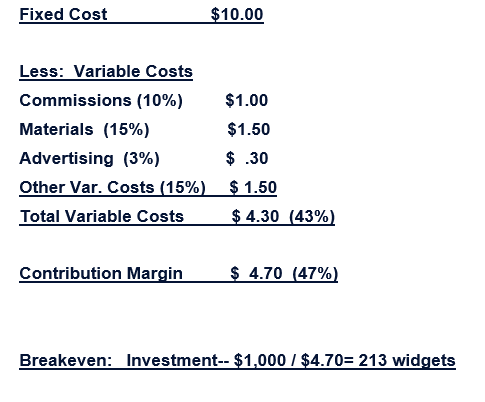 Fixed Cost $10.00
Less: Variable Costs
Commissions (10%) $1.00
Materials (15%) $1.50
Advertising (3%) $ .30
Other Var. Costs (15%) $ 1.50
Total Variable Costs $ 4.30 (43%)
Contribution Margin $ 4.70 (47%)
Breakeven: Investment-- $1,000 / $4.70= 213 widgets